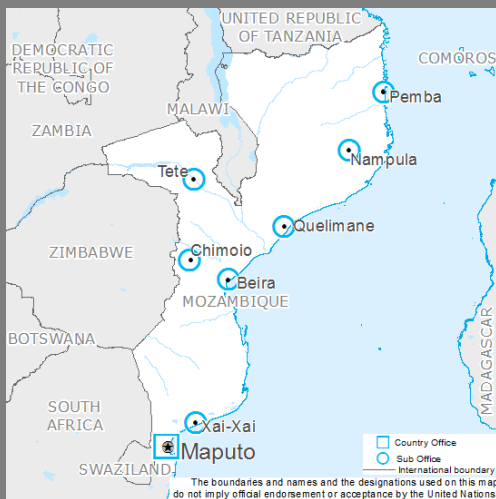 UNITED REPUBLIC
OF TANZANIA
DEMOCRATIC
REPUBLIC OF
THE CONGO
COMOROS
MALAWI
Pemba
ZAMBIA
Nampula
Tete
Quelimane
ZIMBABWE
Chimoio
Beira
MOZAMBIQUE
MADAGASCAR
BOTSWANA
SOUTH
AFRICA
Xai-Xai
Maputo
SWAZILAND
Country Office
Sub Office
International boundary
The boundaries and names and the designations used on this map
do not imply official endorsement or acceptance by the United Nations